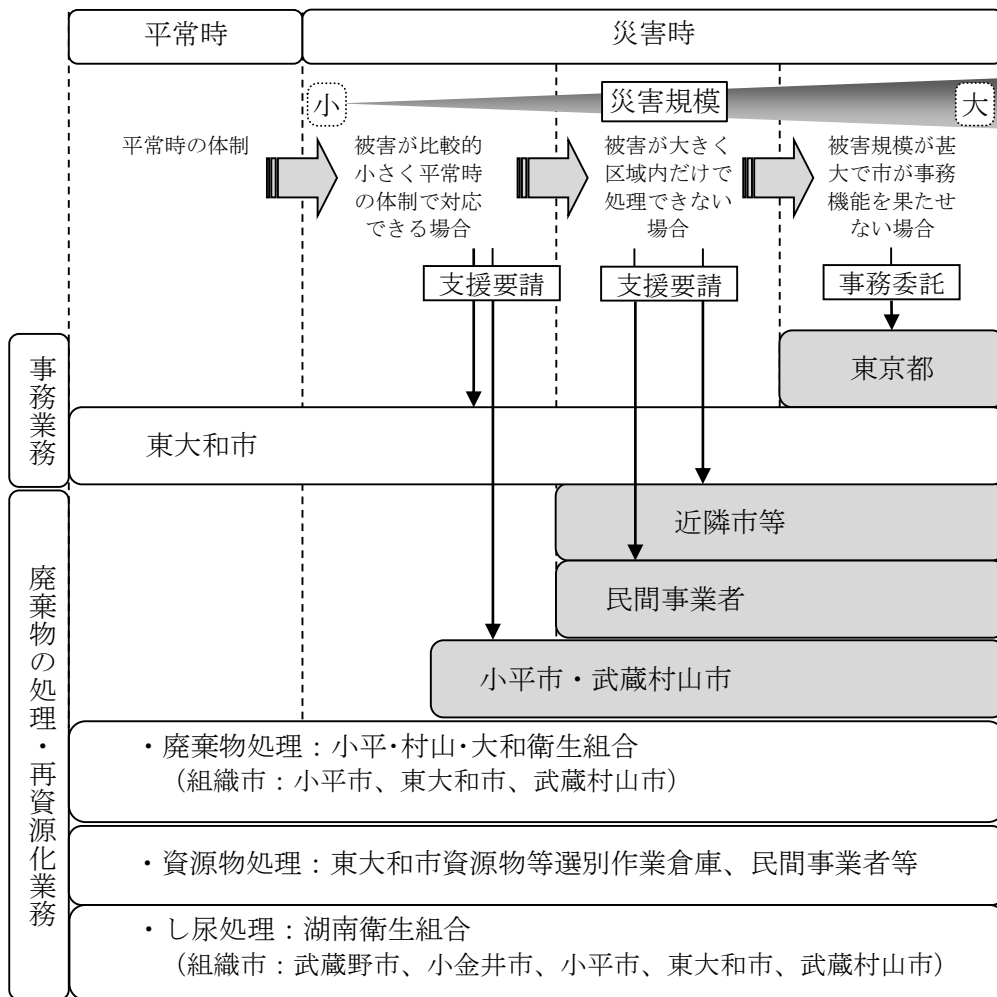 平常時
災害時
小
災害規模
大
平常時の体制
被害が比較的
小さく平常時
の体制で対応
できる場合
被害が大きく
区域内だけで
処理できない
場合
被害規模が甚
大で市が事務
機能を果たせ
ない場合
支援要請
支援要請
事務委託
事務業務
東京都
東大和市
廃棄物の処理・再資源化業務
近隣市等
民間事業者
小平市・武蔵村山市
・廃棄物処理：小平･村山･大和衛生組合
（組織市：小平市、東大和市、武蔵村山市）
・資源物処理：東大和市資源物等選別作業倉庫、民間事業者等
・し尿処理：湖南衛生組合
（組織市：武蔵野市、小金井市、小平市、東大和市、武蔵村山市）